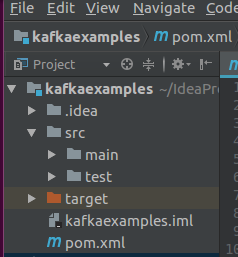 File Edit View Navigate Code
kafkaexamples pom.xml
Project
kafkaexamples ~/IdeaPro
.idea
src
main
test
target
kafkaexamples.iml
pom.xml